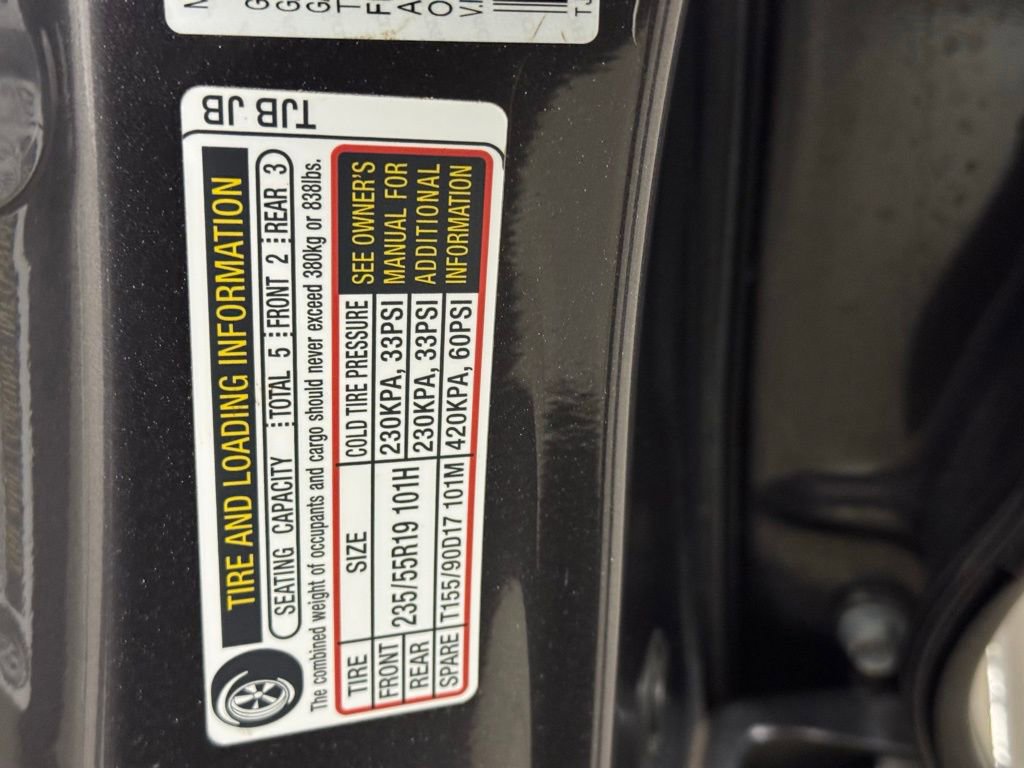 TIRE AND LOADING INFORMATION
SEATING CAPACITY TOTAL 5 FRONT 2 REAR 3
The combined weight of occupants and cargo should never exceed 380kg or 838lbs.
TIRE SIZE COLD TIRE PRESSURE SEE OWNER'S
FRONT 235/55R19 101H 230KPA, 33PSI MANUAL FOR
REAR 230KPA, 33PSI ADDITIONAL
SPARE T155/90D17 101M 420KPA, 60PSI INFORMATION
TJB JB